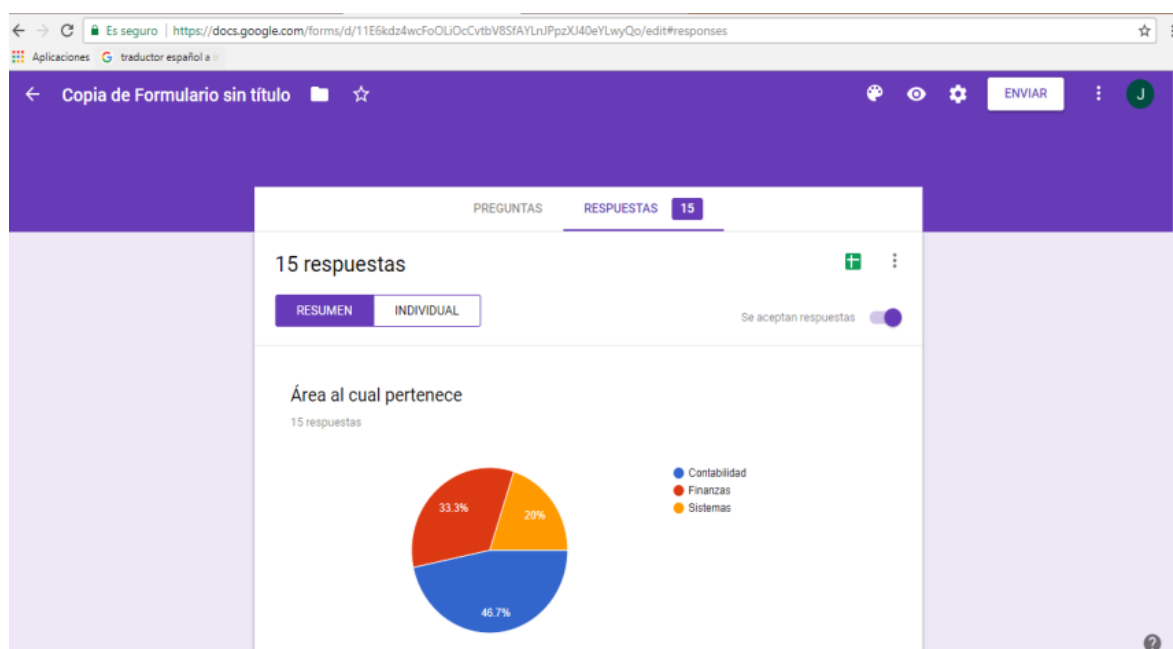 Es seguro | https://docs.google.com/forms/d/11E6kdz4wcFoOLiOcCvtbV8SfAYLnJPpzXJ40eYLwyQo/edit#responses
Aplicaciones G traductor español a
Copia de Formulario sin título ENVIAR J
PREGUNTAS RESPUESTAS 15
15 respuestas
RESUMEN INDIVIDUAL
Se aceptan respuestas
Área al cual pertenece
15 respuestas
Contabilidad
Finanzas
Sistemas
33.3%
20%
46.7%